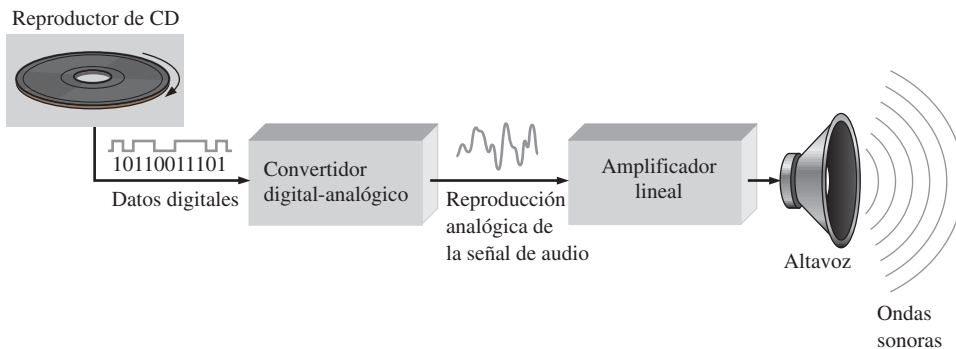 Reproductor de CD
10110011101
Datos digitales
Convertidor
digital-analógico
Reproducción
analógica de
la señal de audio
Amplificador
lineal
Altavoz
Ondas
sonoras